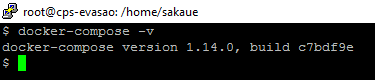 root@cps-evasao: /home/sakaue
$ docker-compose -v
docker-compose version 1.14.0, build c7bdf9e
$